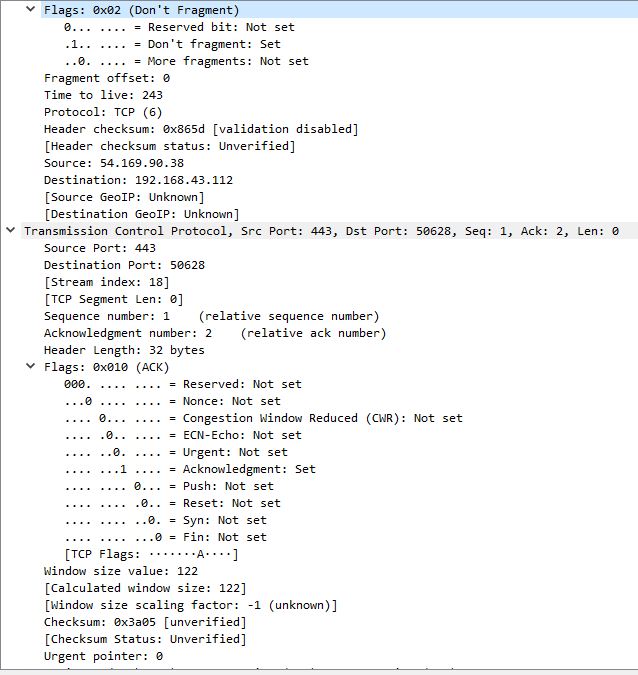 Flags: 0x02 (Don't Fragment)
0... .... = Reserved bit: Not set
.1.. .... = Don't fragment: Set
..0. .... = More fragments: Not set
Fragment offset: 0
Time to live: 243
Protocol: TCP (6)
Header checksum: 0x865d [validation disabled]
[Header checksum status: Unverified]
Source: 54.169.90.38
Destination: 192.168.43.112
[Source GeoIP: Unknown]
[Destination GeoIP: Unknown]
Transmission Control Protocol, Src Port: 443, Dst Port: 50628, Seq: 1, Ack: 2, Len: 0
Source Port: 443
Destination Port: 50628
[Stream index: 18]
[TCP Segment Len: 0]
Sequence number: 1    (relative sequence number)
Acknowledgment number: 2    (relative ack number)
Header Length: 32 bytes
Flags: 0x010 (ACK)
000. .... .... = Reserved: Not set
...0 .... .... = Nonce: Not set
.... 0... .... = Congestion Window Reduced (CWR): Not set
.... .0.. .... = ECN-Echo: Not set
.... ..0. .... = Urgent: Not set
.... ...1 .... = Acknowledgment: Set
.... .... 0... = Push: Not set
.... .... .0.. = Reset: Not set
.... .... ..0. = Syn: Not set
.... .... ...0 = Fin: Not set
[TCP Flags: ·······A····]
Window size value: 122
[Calculated window size: 122]
[Window size scaling factor: -1 (unknown)]
Checksum: 0x3a05 [unverified]
[Checksum Status: Unverified]
Urgent pointer: 0